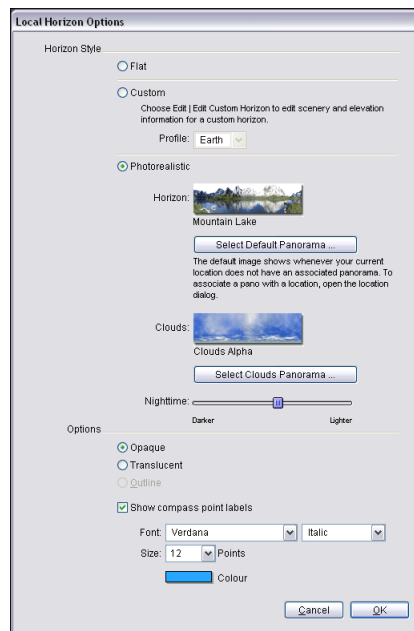 Local Horizon Options
Horizon Style
Flat
Custom
Choose Edit | Edit Custom Horizon to edit scenery and elevation
information for a custom horizon.
Profile: Earth
Photorealistic
Horizon:
Mountain Lake
Select Default Panorama ...
The default image shows whenever your current
location does not have an associated panorama. To
associate a pano with a location, open the location
dialog.
Clouds:
Clouds Alpha
Select Clouds Panorama ...
Nighttime:
Darker Lighter
Options
Opaque
Translucent
Outline
Show compass point labels
Font: Verdana Italic
Size: 12 Points
Colour
Cancel OK